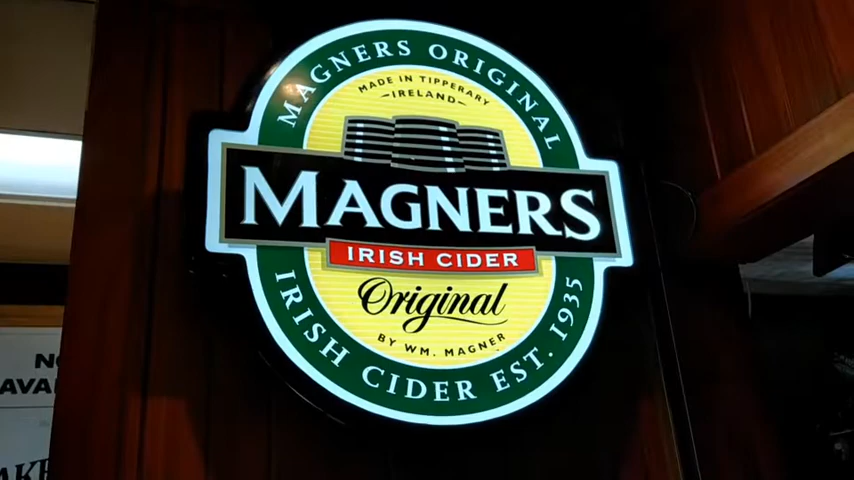 MAGNERS ORIGINAL
MADE IN TIPPERARY
IRELAND
MAGNERS
IRISH CIDER
Original
BY WM. MAGNER
IRISH CIDER EST. 1935